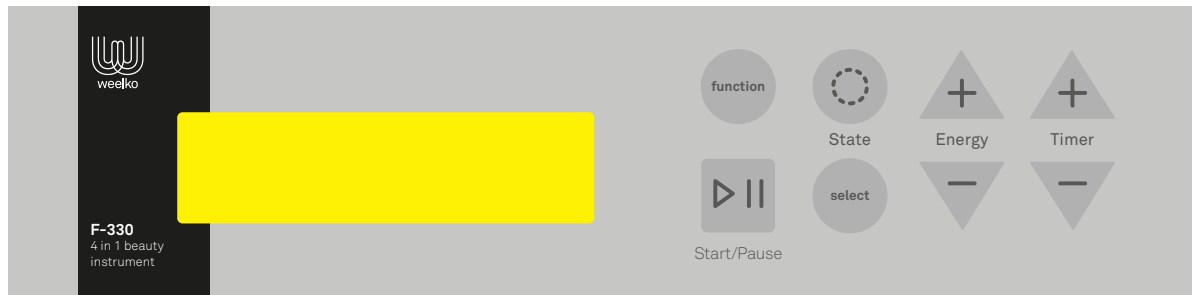 weelko
F-330
4 in 1 beauty
instrument
function
State
Energy
Timer
select
Start/Pause